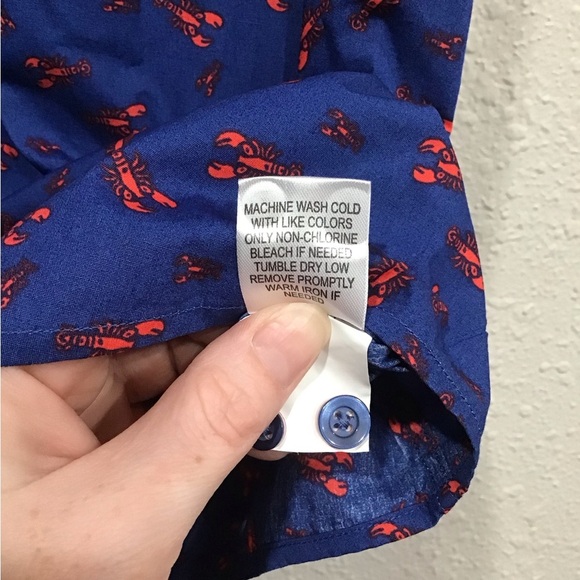 MACHINE WASH COLD
WITH LIKE COLORS
ONLY NON-CHLORINE
BLEACH IF NEEDED
TUMBLE DRY LOW
REMOVE PROMPTLY
WARM IRON IF
NEEDED